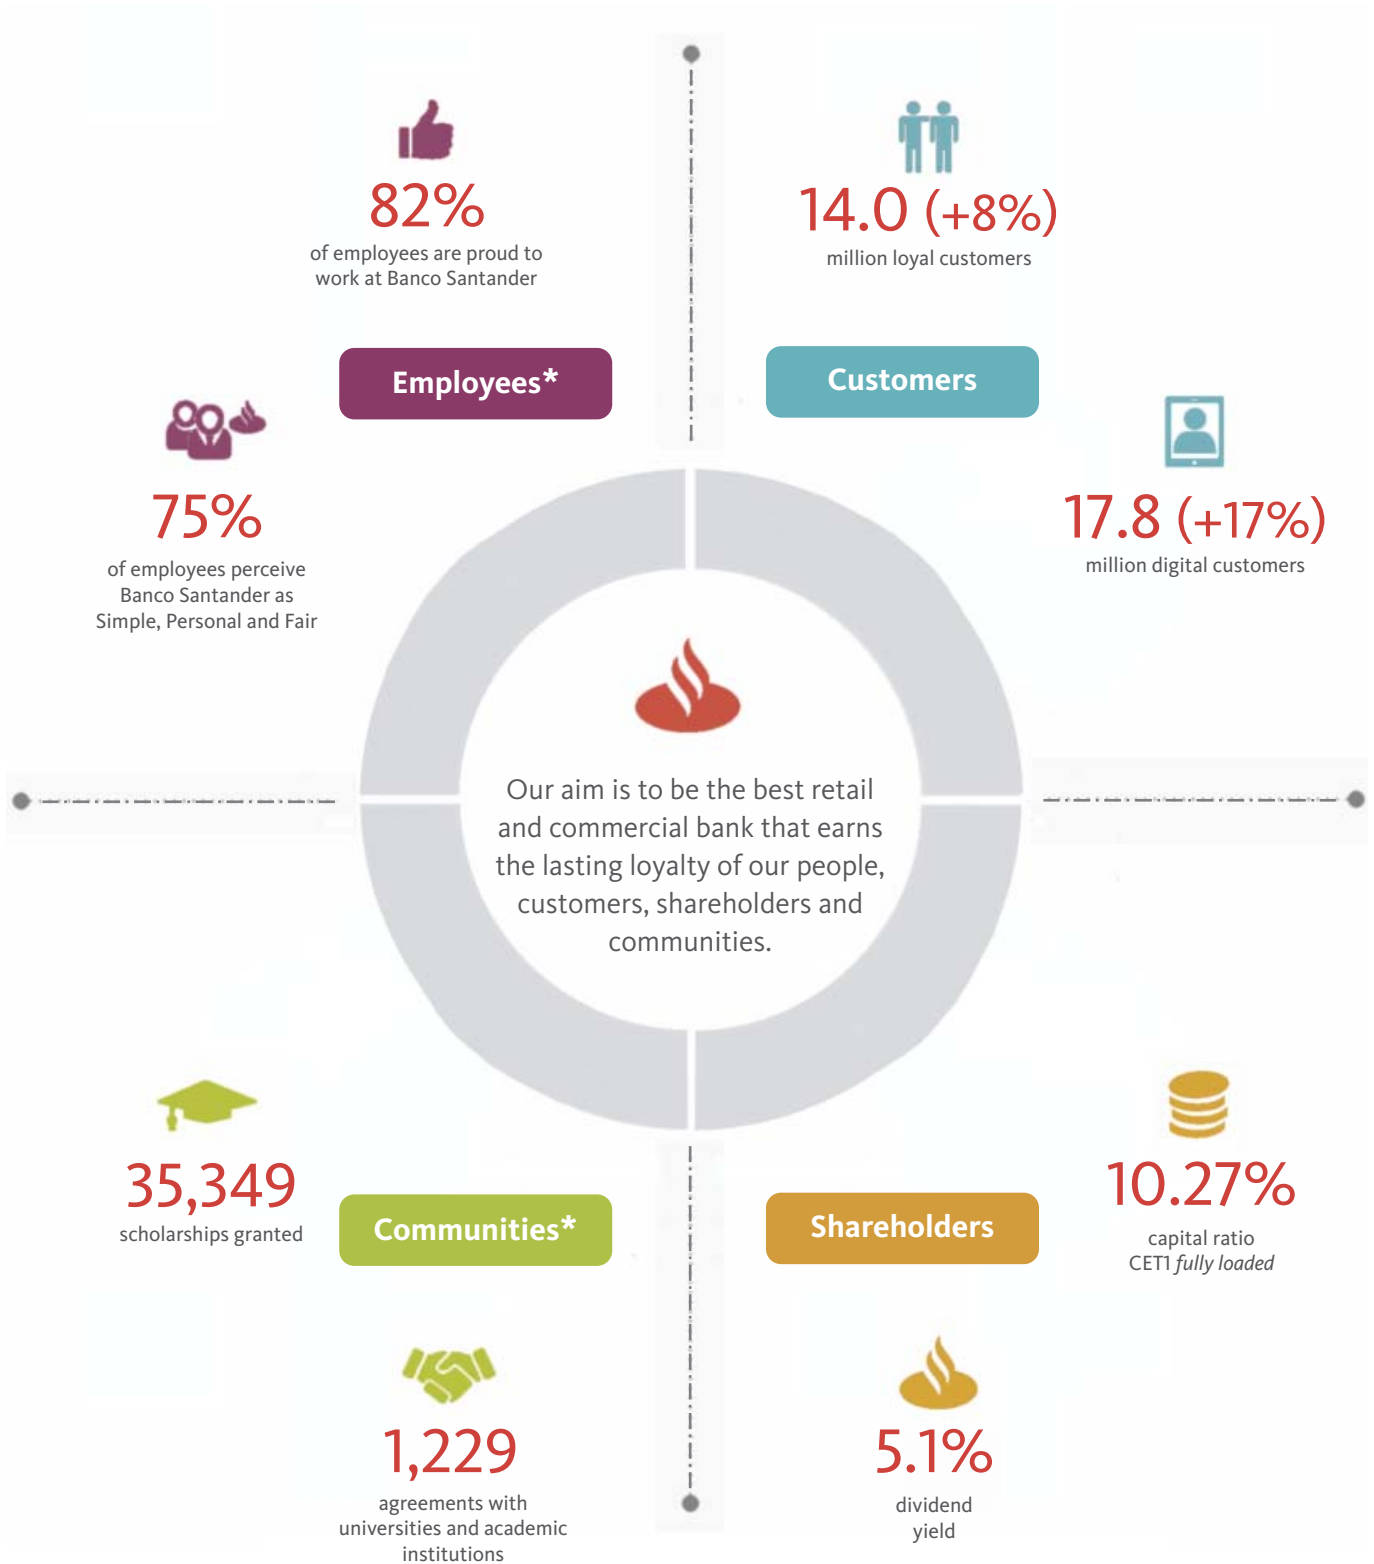 82%
of employees are proud to
work at Banco Santander
Employees*
75%
of employees perceive
Banco Santander as
Simple, Personal and Fair
14.0 (+8%)
million loyal customers
Customers
17.8 (+17%)
million digital customers
Our aim is to be the best retail
and commercial bank that earns
the lasting loyalty of our people,
customers, shareholders and
communities.
35,349
scholarships granted
Communities*
1,229
agreements with
universities and academic
institutions
Shareholders
10.27%
capital ratio
CET1 fully loaded
5.1%
dividend
yield